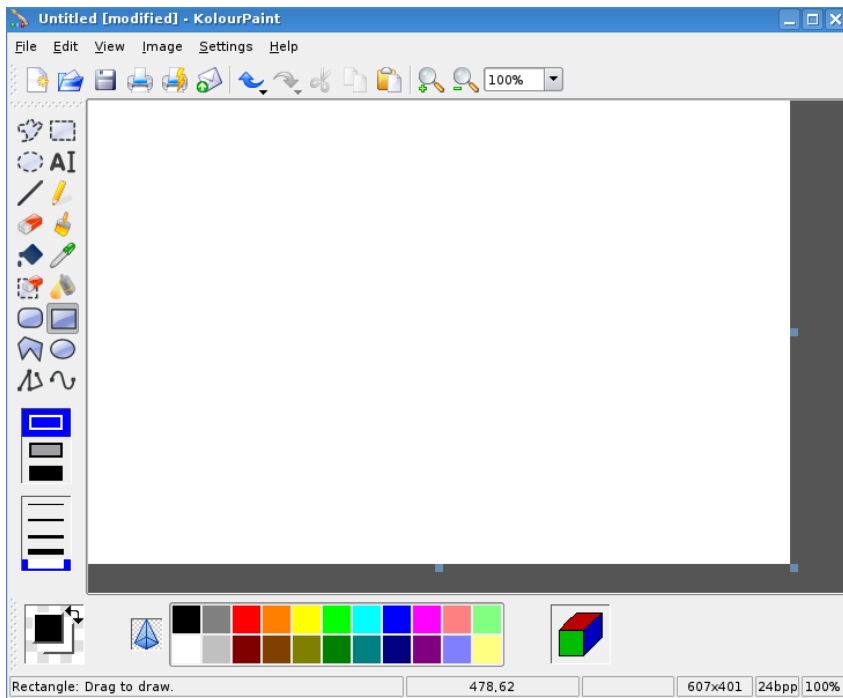 Untitled [modified] - KolourPaint
File Edit View Image Settings Help
100%
AI
Rectangle: Drag to draw. 478,62 607x401 24bpp 100%